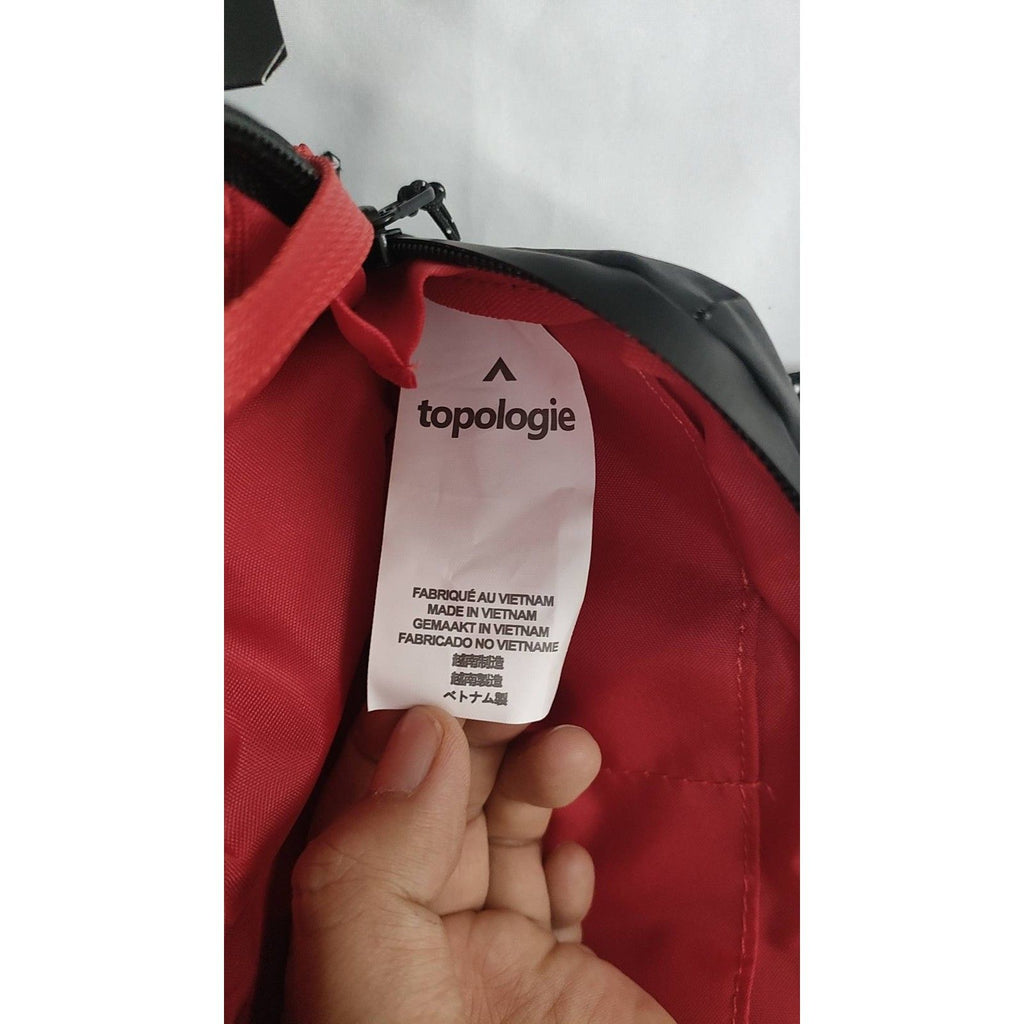 topologie
FABRIQUÉ AU VIETNAM
MADE IN VIETNAM
GEMAAKT IN VIETNAM
FABRICADO NO VIETNAME
越南制造
越南製造
ベトナム製